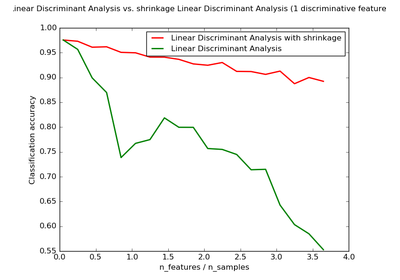 .inear Discriminant Analysis vs. shrinkage Linear Discriminant Analysis (1 discriminative feature
1.00
0.95
0.90
0.85
0.80
0.75
0.70
0.65
0.60
0.55
Classification accuracy
Linear Discriminant Analysis with shrinkage
Linear Discriminant Analysis
0.0 0.5 1.0 1.5 2.0 2.5 3.0 3.5 4.0
n_features / n_samples